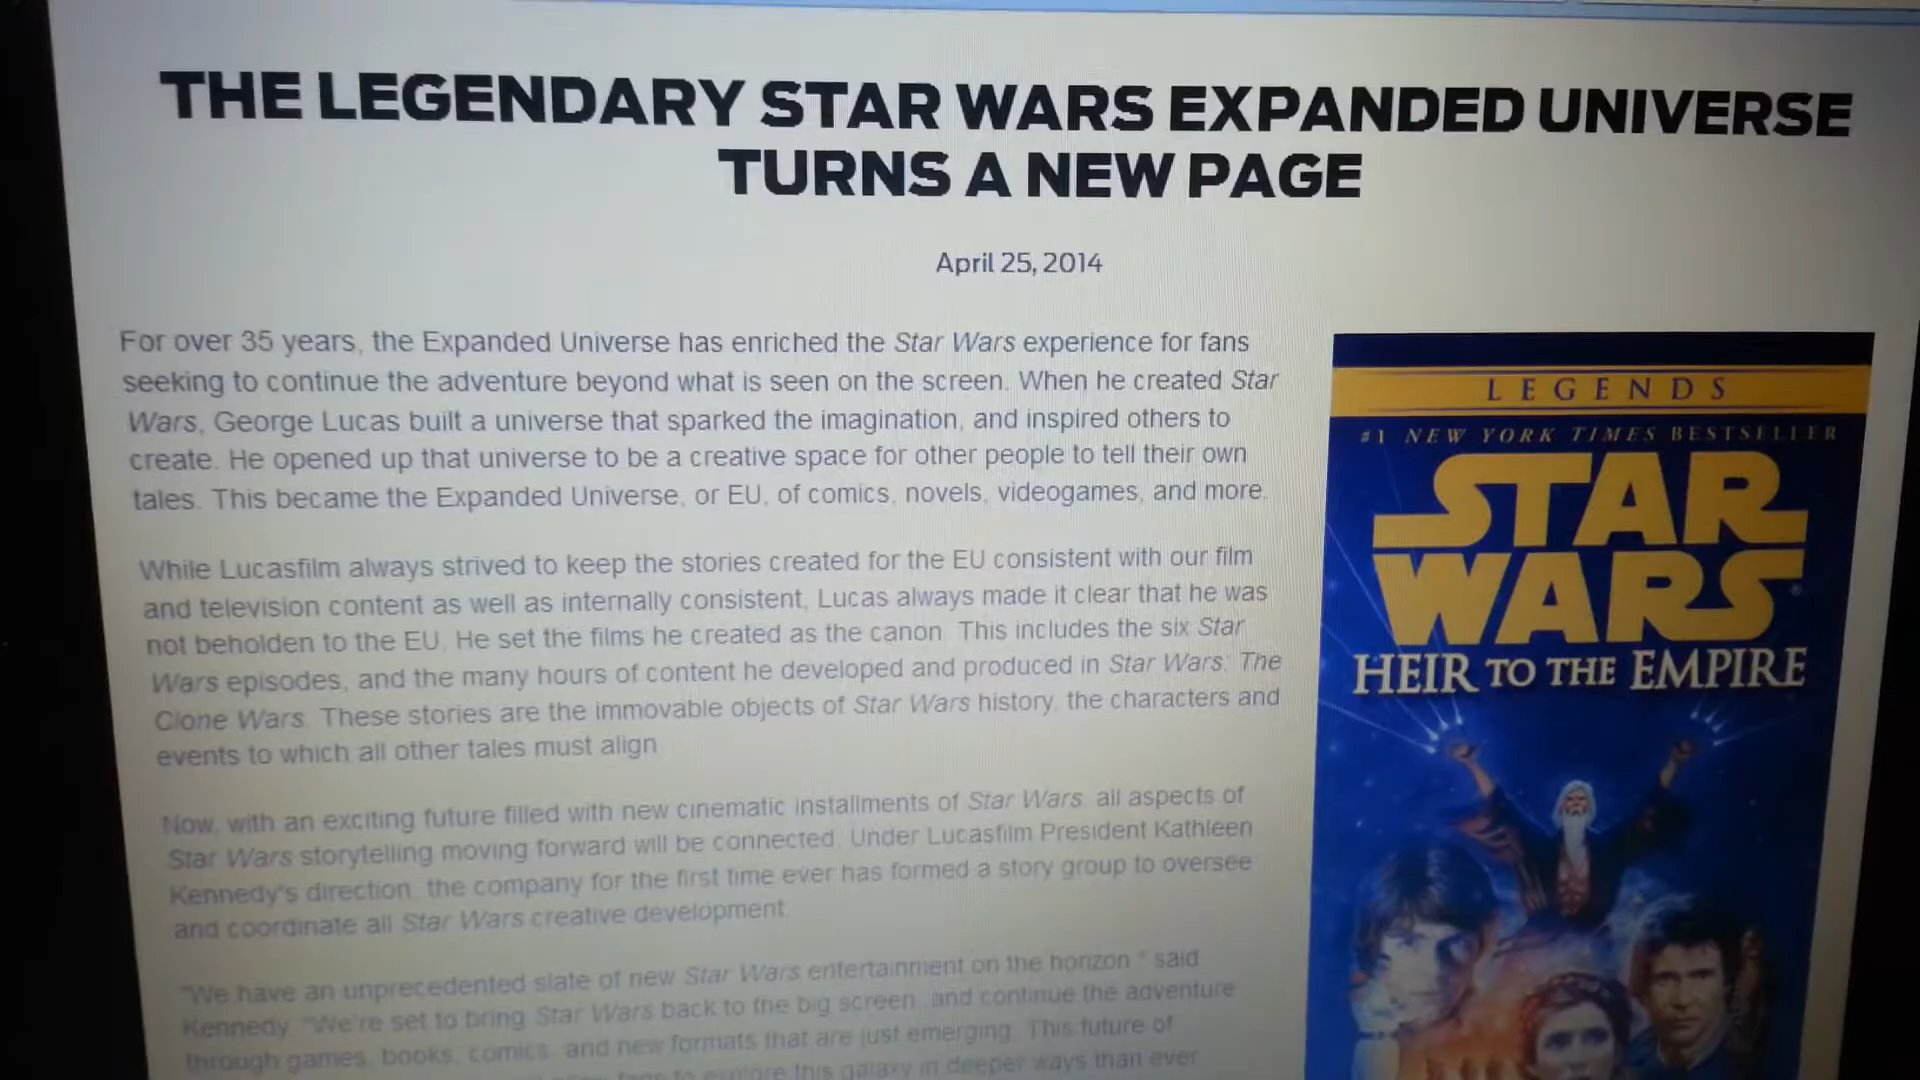 THE LEGENDARY STAR WARS EXPANDED UNIVERSE
TURNS A NEW PAGE
April 25, 2014
For over 35 years, the Expanded Universe has enriched the Star Wars experience for fans
seeking to continue the adventure beyond what is seen on the screen. When he created Star
Wars, George Lucas built a universe that sparked the imagination, and inspired others to
create. He opened up that universe to be a creative space for other people to tell their own
tales. This became the Expanded Universe, or EU, of comics, novels, videogames, and more.
While Lucasfilm always strived to keep the stories created for the EU consistent with our film
and television content as well as internally consistent, Lucas always made it clear that he was
not beholden to the EU. He set the films he created as the canon. This includes the six Star
Wars episodes, and the many hours of content he developed and produced in Star Wars: The
Clone Wars. These stories are the immovable objects of Star Wars history, the characters and
events to which all other tales must align.
Now, with an exciting future filled with new cinematic installments of Star Wars, all aspects of
Star Wars storytelling moving forward will be connected. Under Lucasfilm President Kathleen
Kennedy's direction, the company for the first time ever has formed a story group to oversee
and coordinate all Star Wars creative development.
"We have an unprecedented slate of new Star Wars entertainment on the horizon," said
Kennedy. "We're set to bring Star Wars back to the big screen, and continue the adventure
through games, books, comics, and new formats that are just emerging. This future of
fans to explore this galaxy in deeper ways than ever
LEGENDS
#1 NEW YORK TIMES BESTSELLER
STAR
WARS
HEIR TO THE EMPIRE